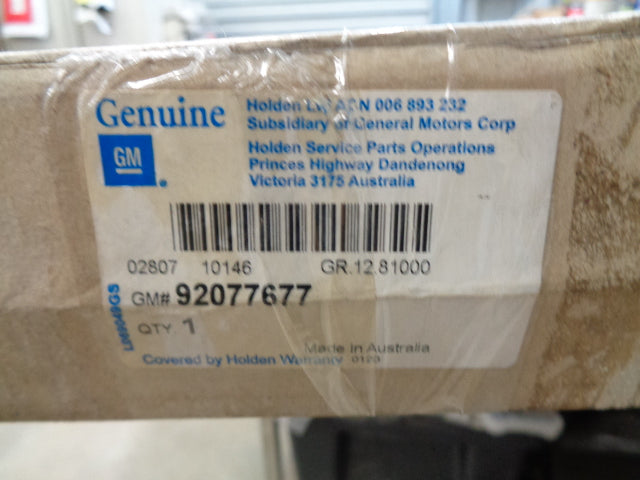 Genuine
GM
Holden Ltd ACN 006 893 232
Subsidiary of General Motors Corp
Holden Service Parts Operations
Princes Highway Dandenong
Victoria 3175 Australia
02807 10146 GR.12.81000
GM# 92077677
QTY 1
Made in Australia
Covered by Holden Warranty 0123